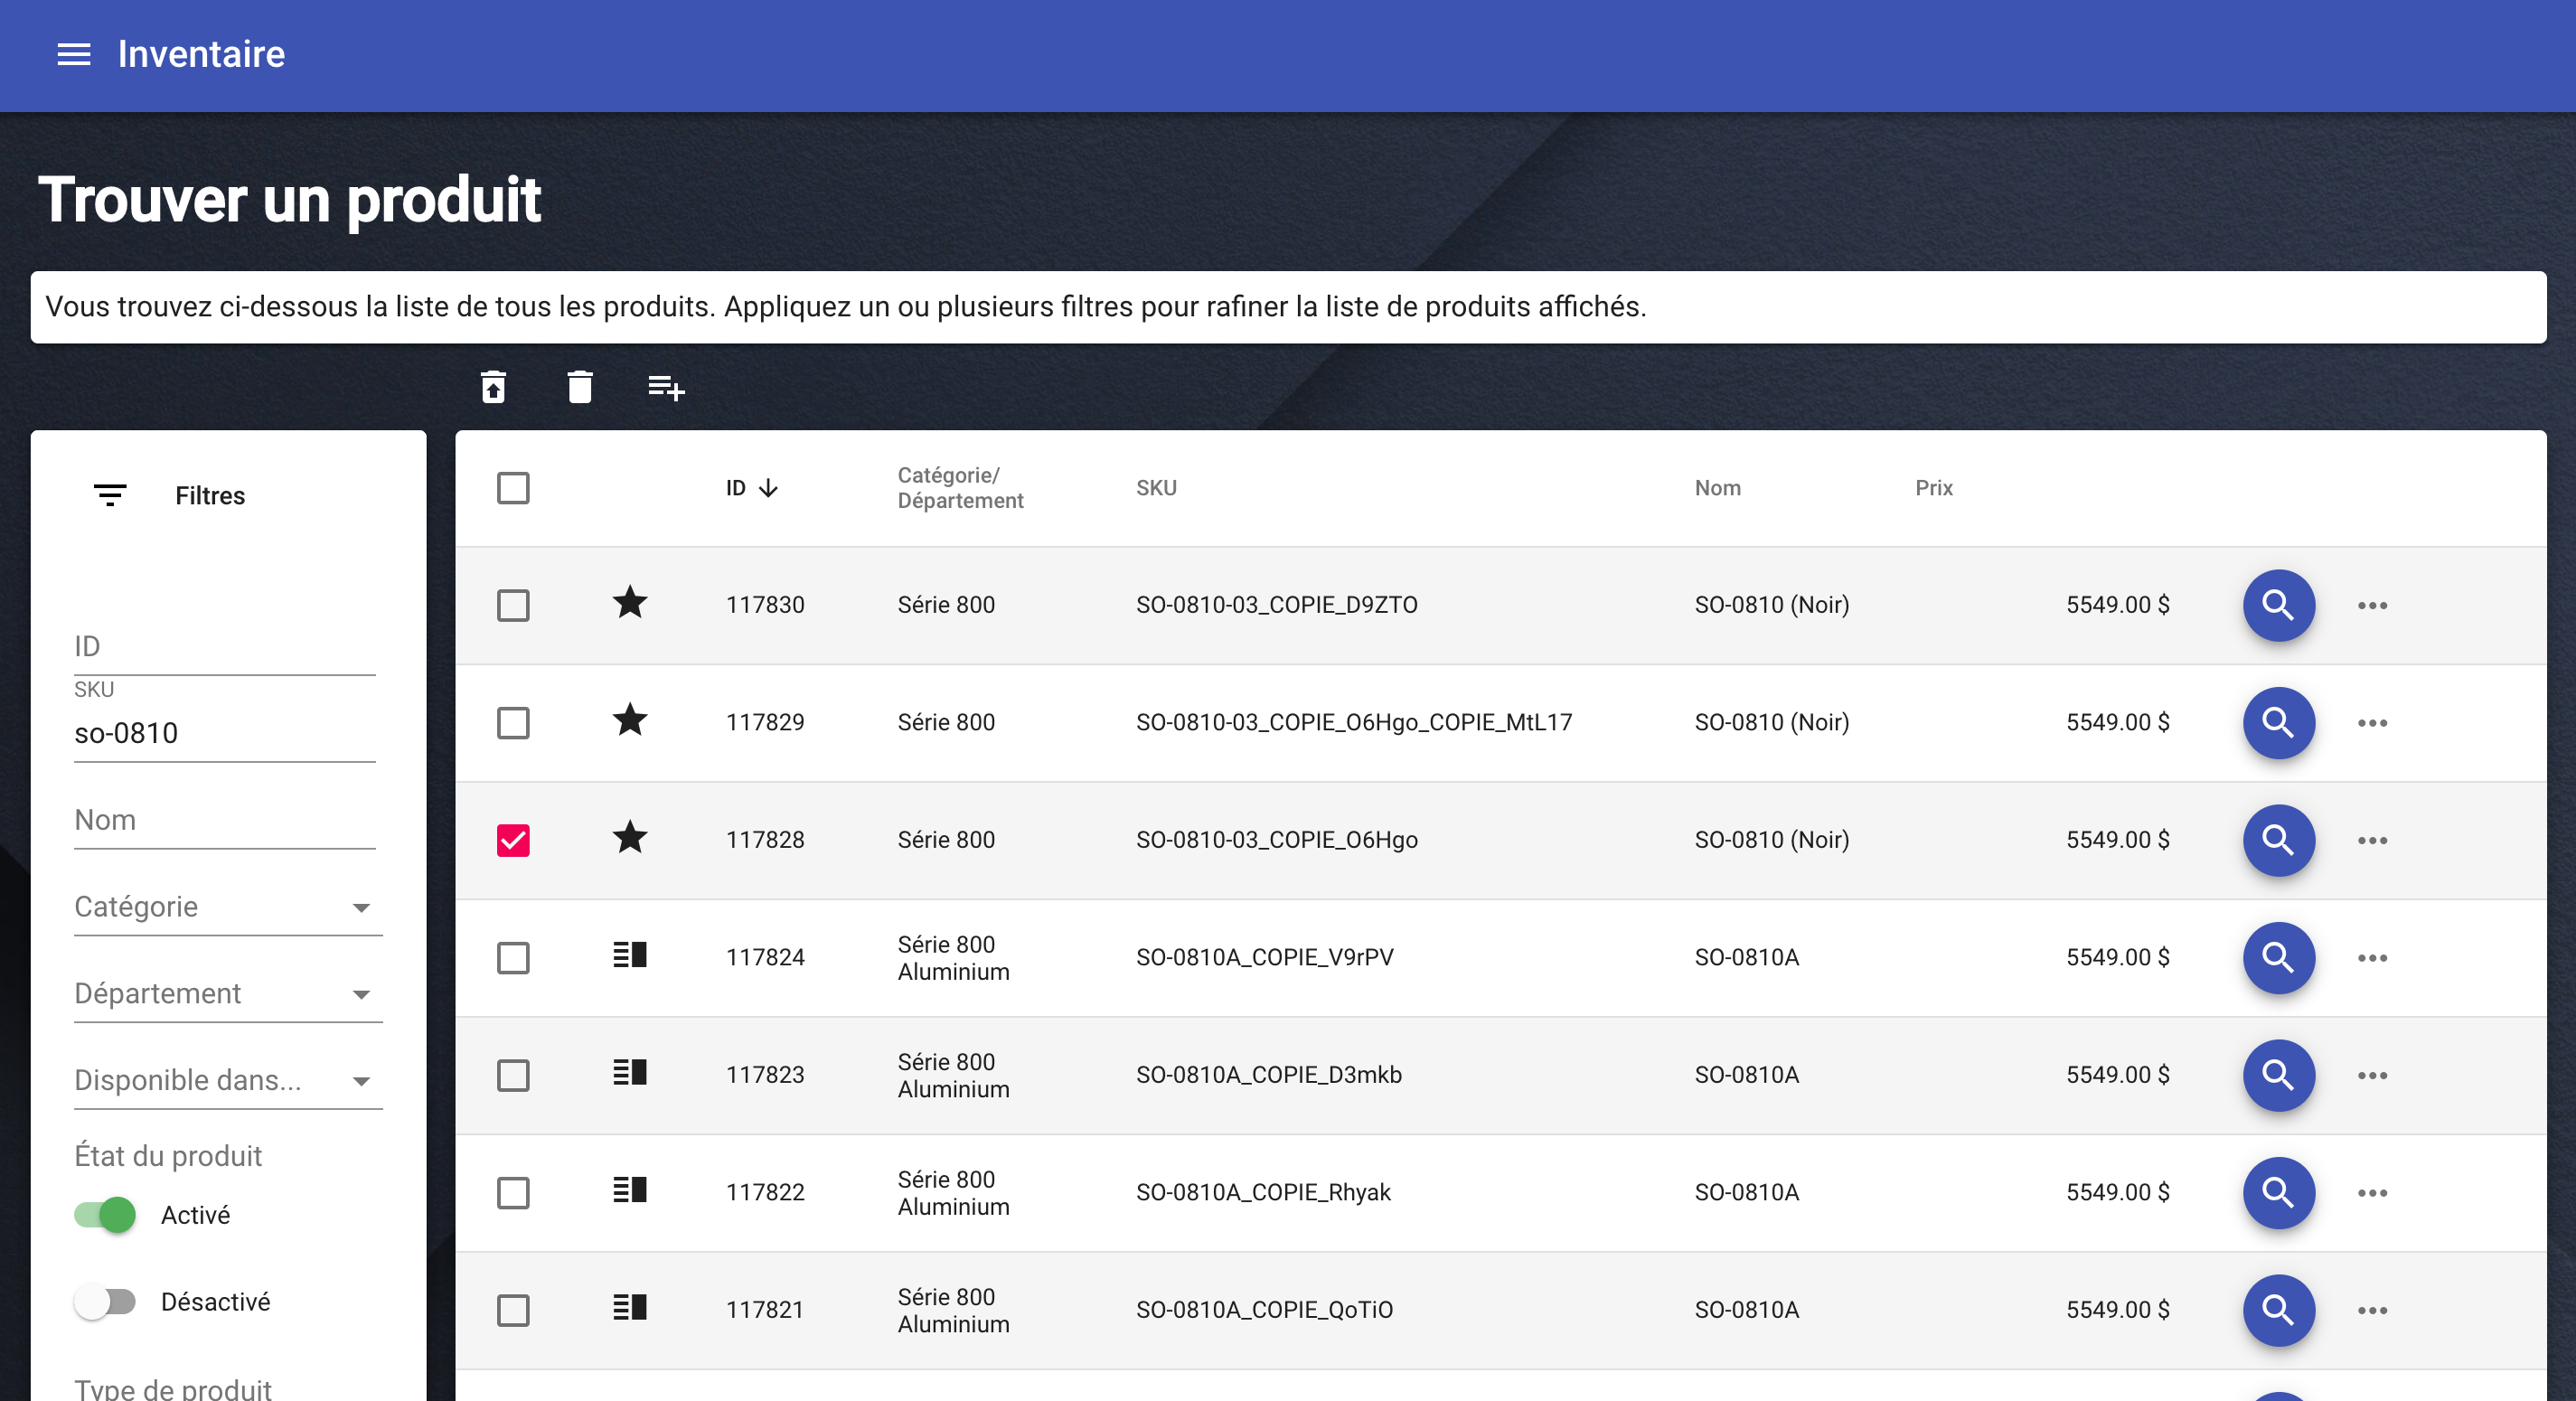 Inventaire
Trouver un produit
Vous trouvez ci-dessous la liste de tous les produits. Appliquez un ou plusieurs filtres pour rafiner la liste de produits affichés.
Filtres
ID
SKU
so-0810
Nom
Catégorie
Département
Disponible dans...
État du produit
Activé
Désactivé
Type de produit
ID Catégorie/ SKU Nom Prix
Département
117830 Série 800 SO-0810-03_COPIE_D9ZTO SO-0810 (Noir) 5549.00 $
117829 Série 800 SO-0810-03_COPIE_O6Hgo_COPIE_MtL17 SO-0810 (Noir) 5549.00 $
117828 Série 800 SO-0810-03_COPIE_O6Hgo SO-0810 (Noir) 5549.00 $
117824 Série 800 SO-0810A_COPIE_V9rPV SO-0810A 5549.00 $
Aluminium
117823 Série 800 SO-0810A_COPIE_D3mkb SO-0810A 5549.00 $
Aluminium
117822 Série 800 SO-0810A_COPIE_Rhyak SO-0810A 5549.00 $
Aluminium
117821 Série 800 SO-0810A_COPIE_QoTiO SO-0810A 5549.00 $
Aluminium